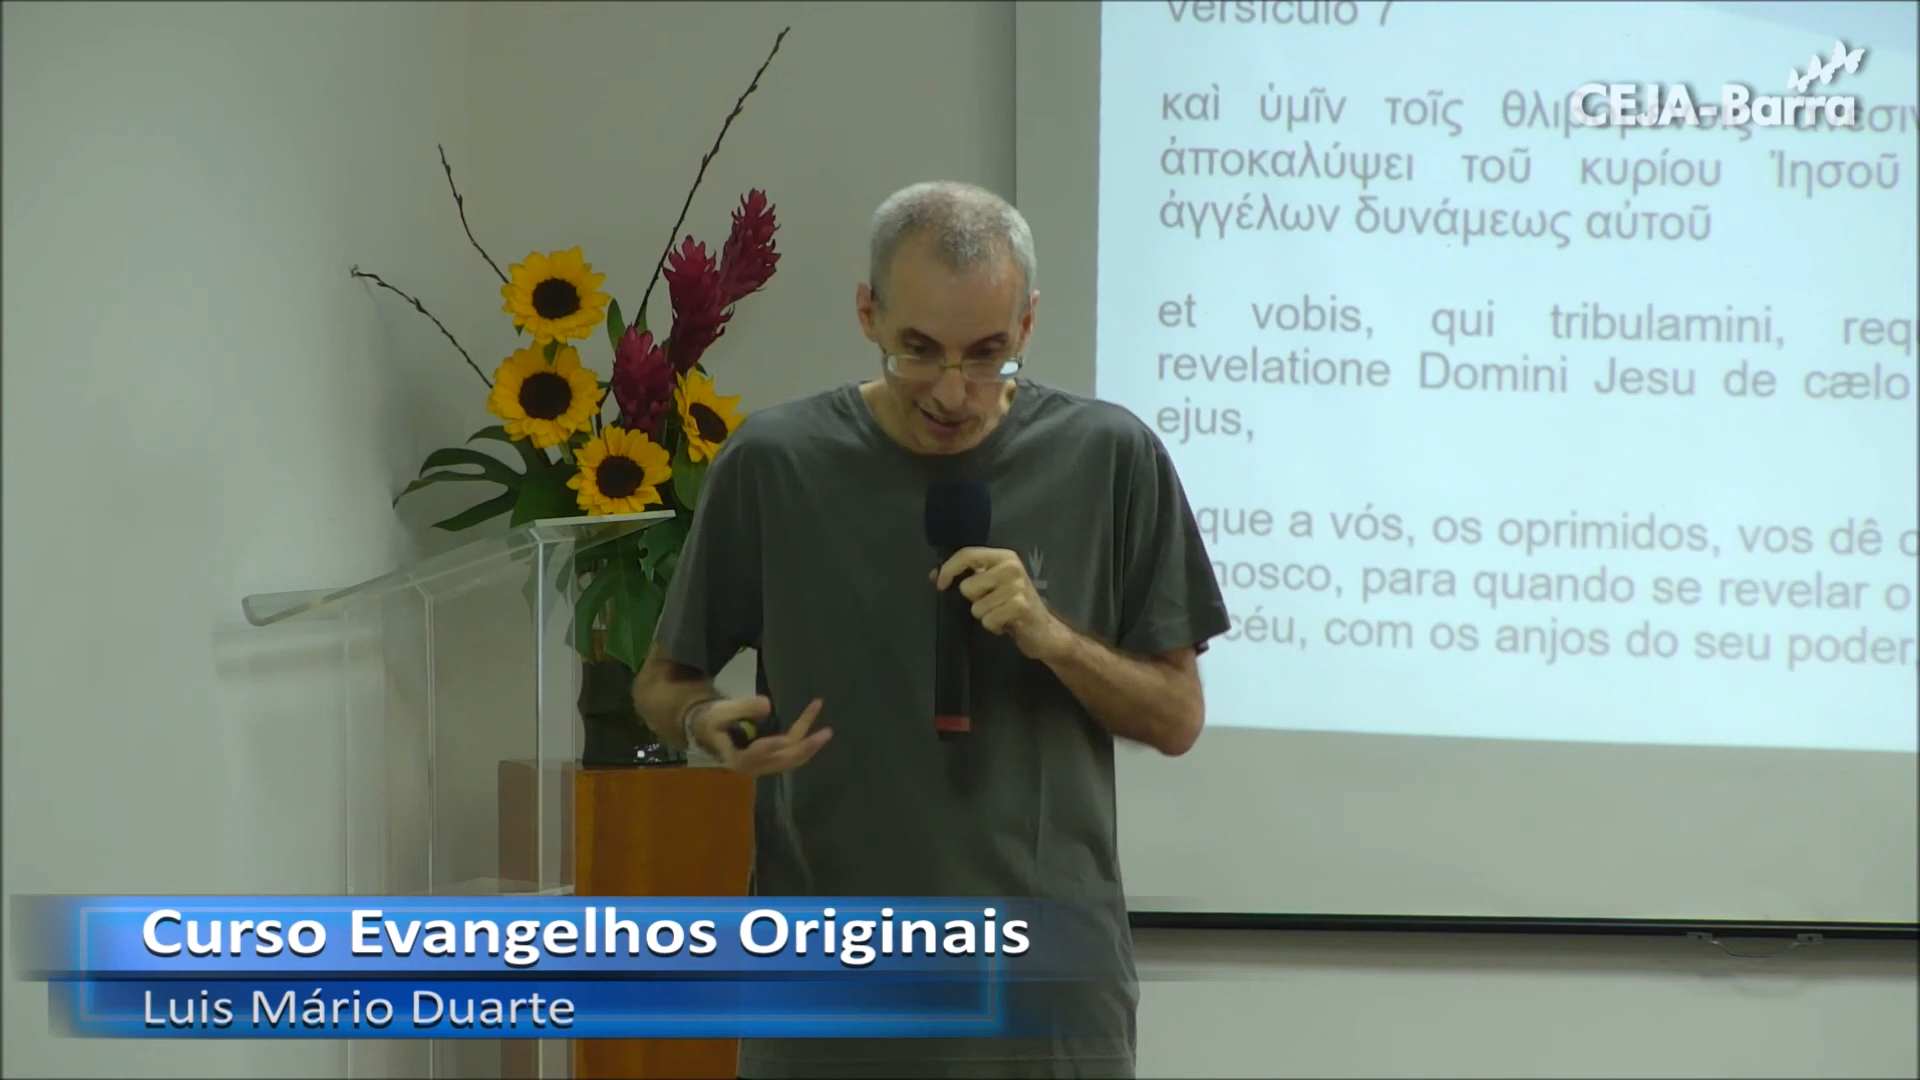 versículo 7
CEJA-Barra
καὶ ὑμῖν τοῖς
ἀποκαλύψει τοῦ κυρίου Ἰησοῦ
ἀγγέλων δυνάμεως αὐτοῦ
et vobis, qui tribulamini,
revelatione Domini Jesu de cælo
ejus,
que a vós, os oprimidos, vos dê
para quando se revelar o
céu, com os anjos do seu poder,
Curso Evangelhos Originais
Luis Mário Duarte